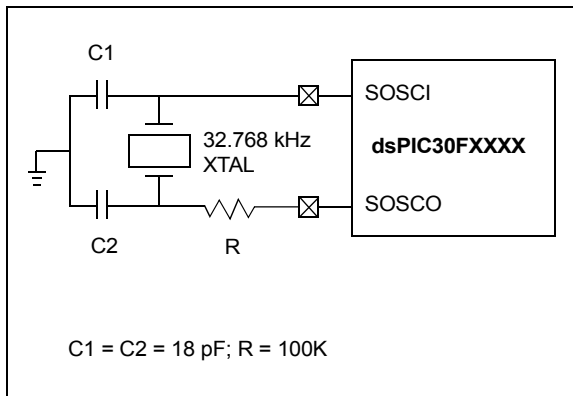 C1
SOSCI
32.768 kHz
XTAL
dsPIC30FXXXX
SOSCO
C2
R
C1 = C2 = 18 pF; R = 100K